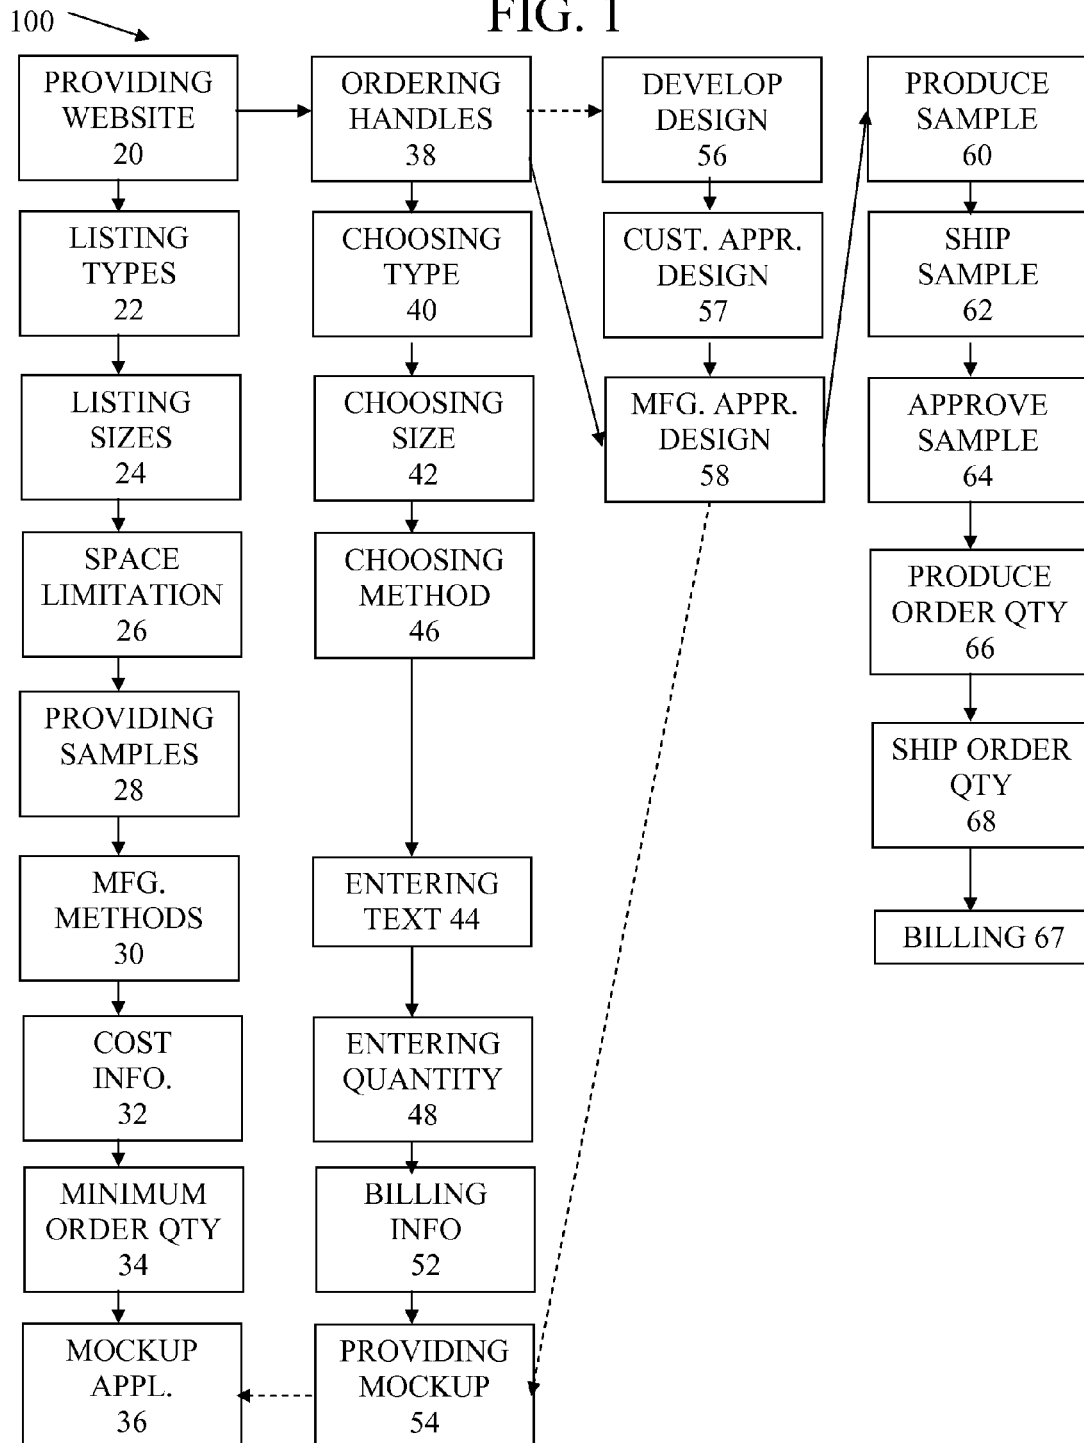 FIG. 1
100
PROVIDING
WEBSITE
20
LISTING
TYPES
22
LISTING
SIZES
24
SPACE
LIMITATION
26
PROVIDING
SAMPLES
28
MFG.
METHODS
30
COST
INFO.
32
MINIMUM
ORDER QTY
34
MOCKUP
APPL.
36
ORDERING
HANDLES
38
CHOOSING
TYPE
40
CHOOSING
SIZE
42
CHOOSING
METHOD
46
ENTERING
TEXT 44
ENTERING
QUANTITY
48
BILLING
INFO
52
PROVIDING
MOCKUP
54
DEVELOP
DESIGN
56
CUST. APPR.
DESIGN
57
MFG. APPR.
DESIGN
58
PRODUCE
SAMPLE
60
SHIP
SAMPLE
62
APPROVE
SAMPLE
64
PRODUCE
ORDER QTY
66
SHIP ORDER
QTY
68
BILLING 67